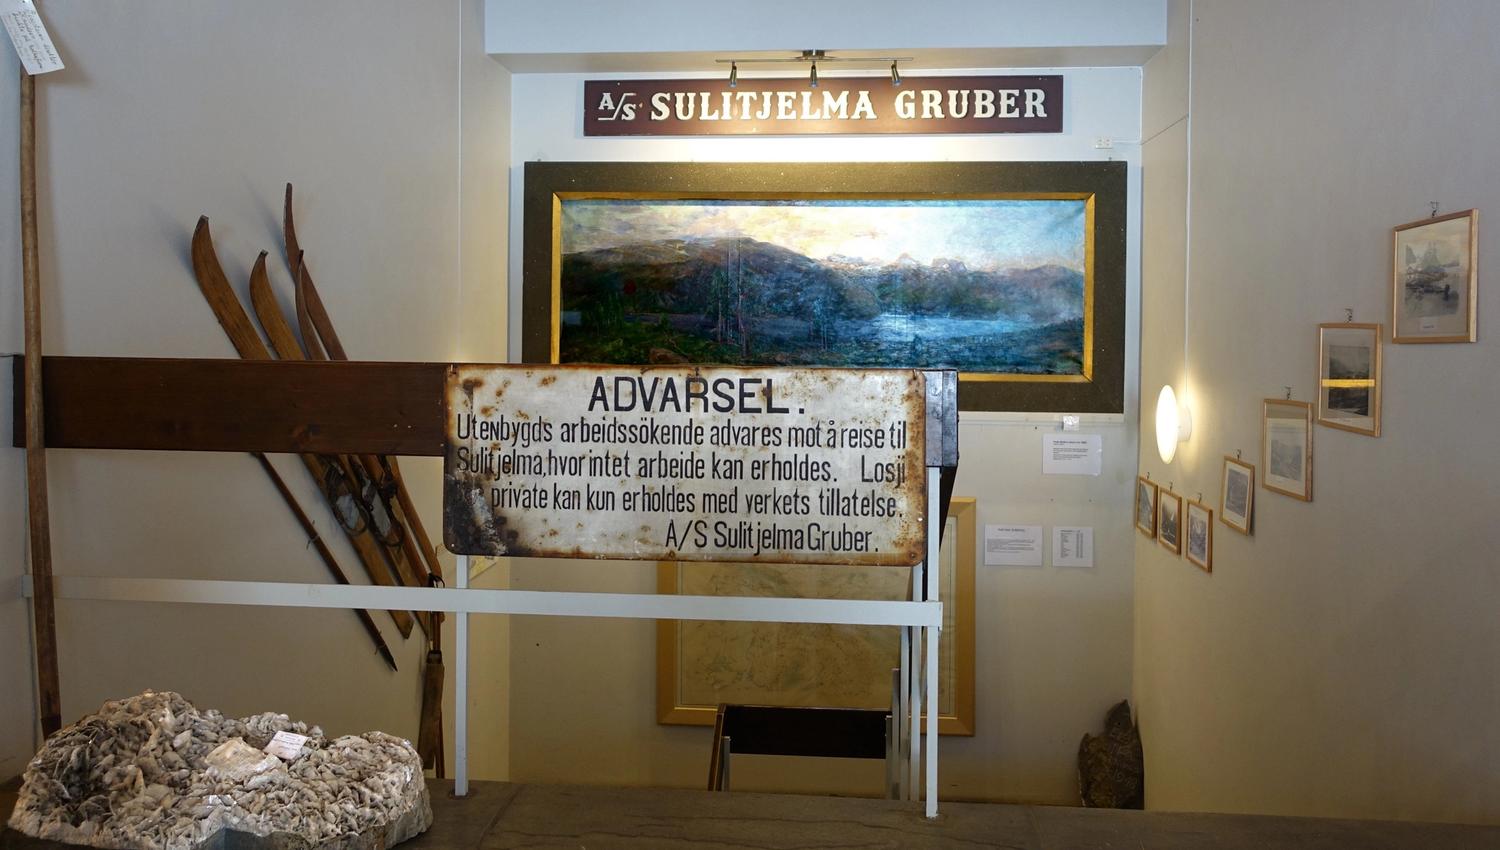 A/S SULITJELMA GRUBER
ADVARSEL.
Utenbygds arbeidssökende advares mot å reise til
Sulitjelma, hvor intet arbeide kan erholdes. Losji
private kan kun erholdes med verkets tillatelse.
A/S Sulitjelma Gruber.